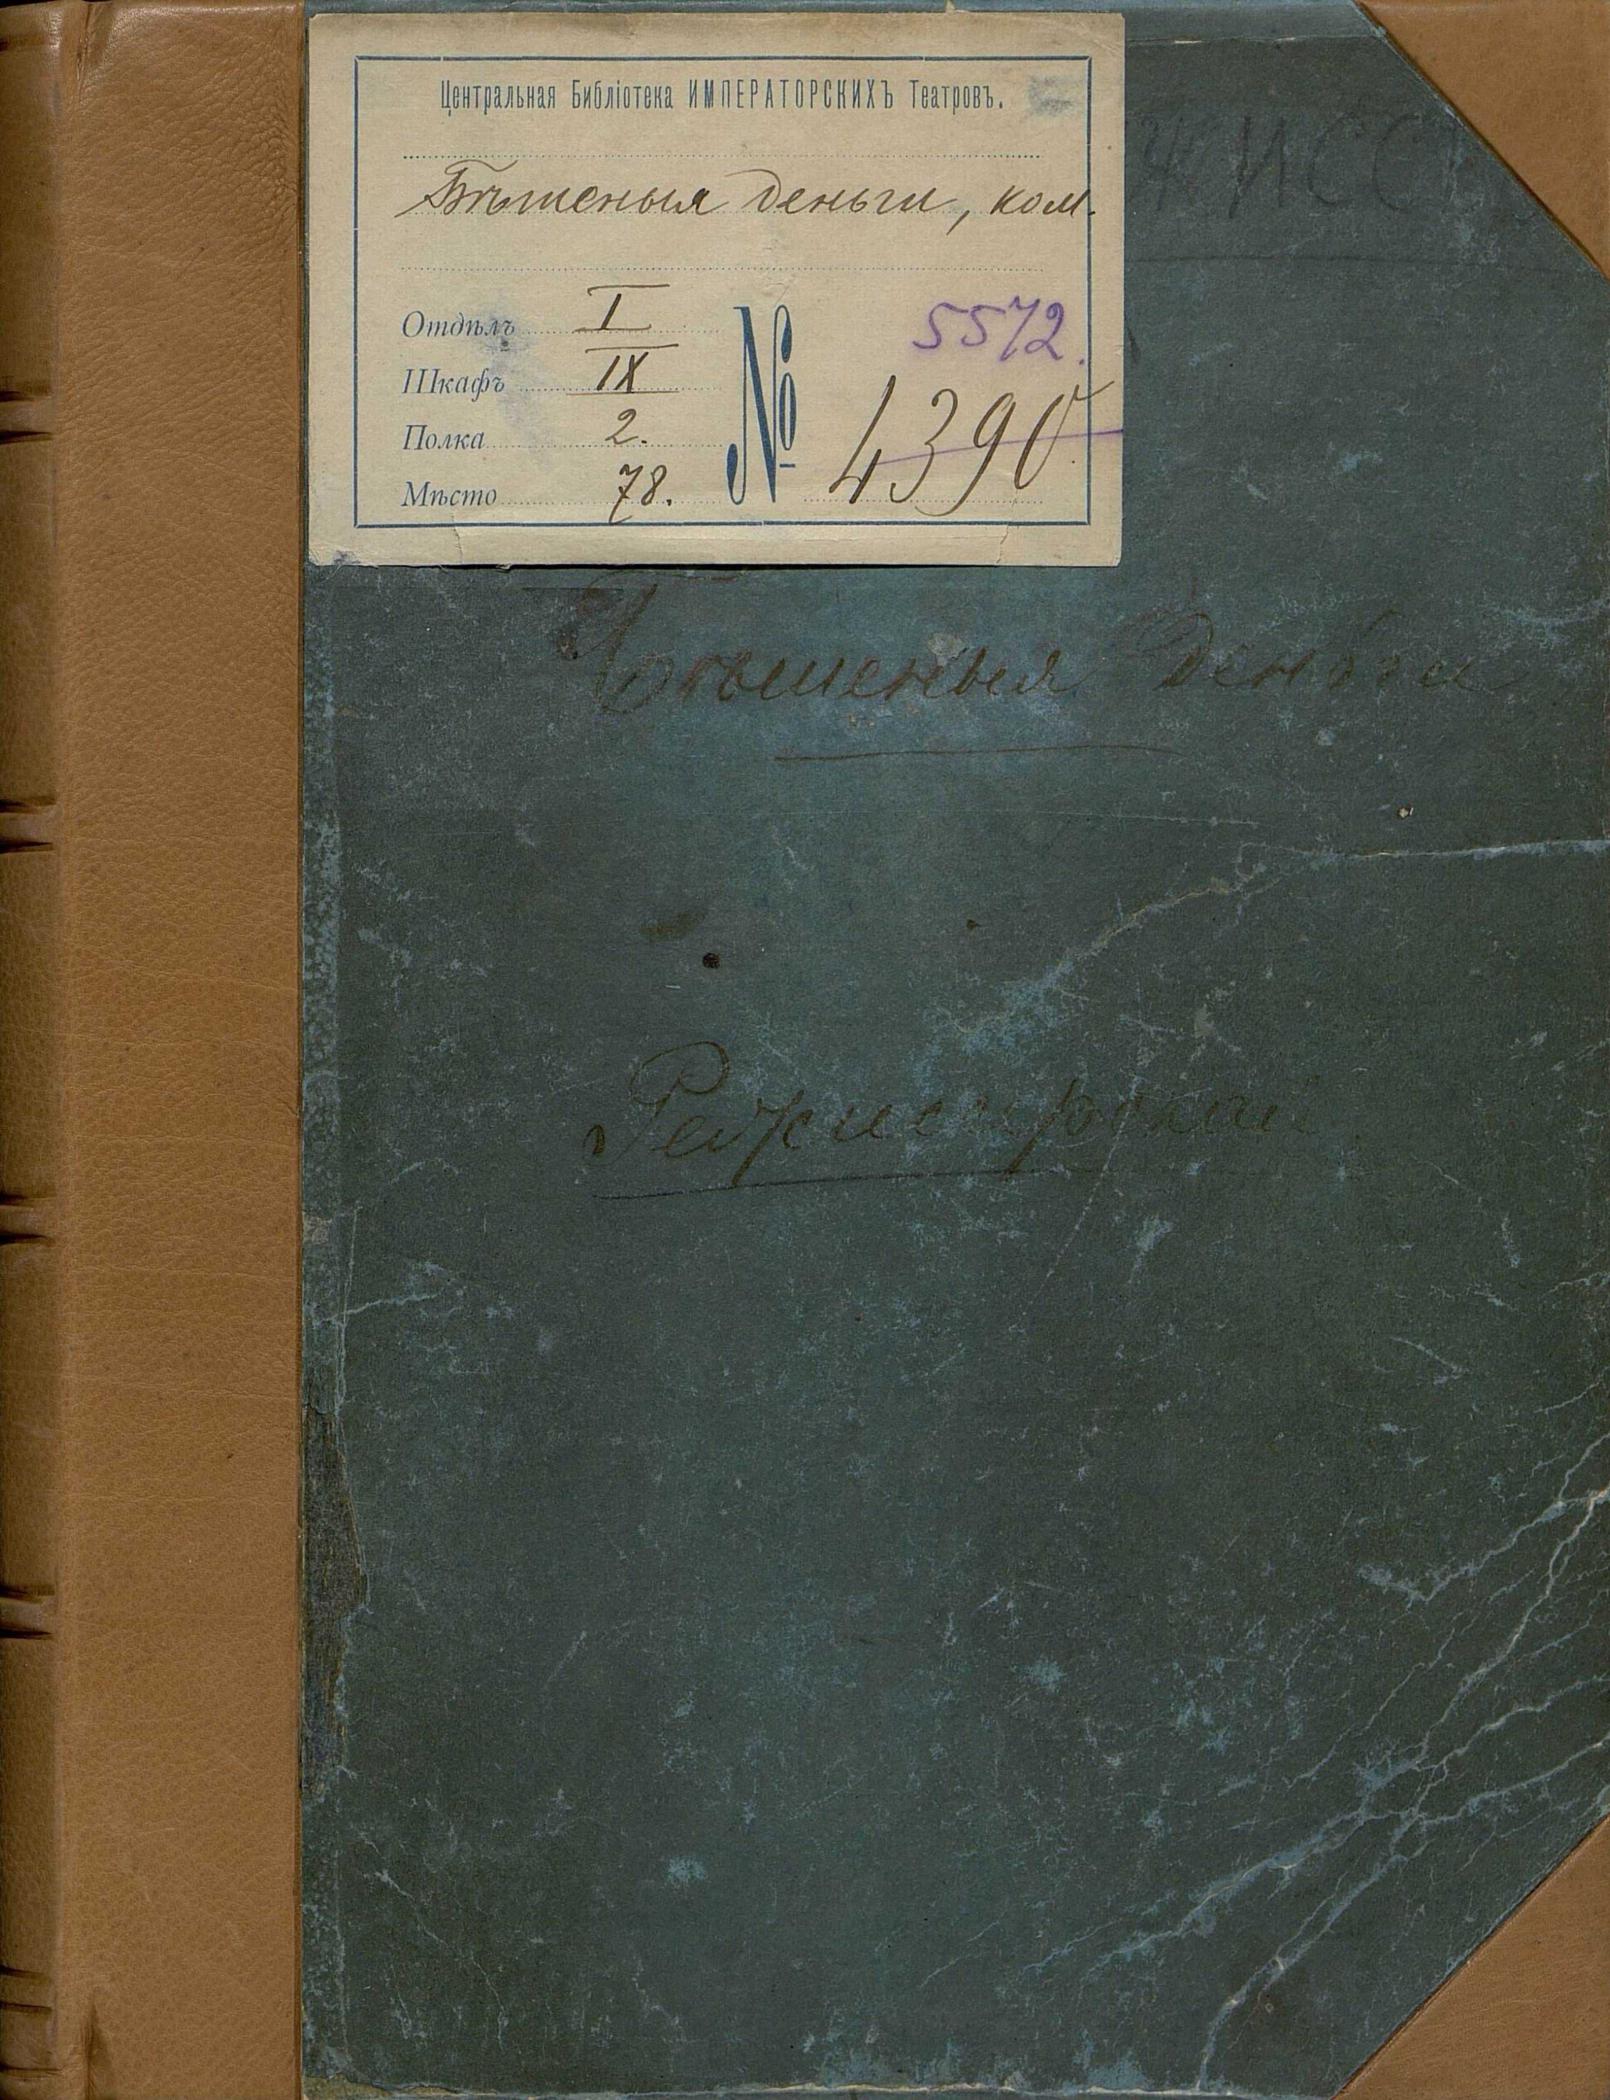 Центральная Библіотека ИМПЕРАТОРСКИХЪ Театровъ.
Бѣшеныя деньги, ком.
Отдѣлъ I
Шкафъ IX
Полка 2.
Мѣсто 78.
№ 5572.
4390
Бѣшеныя деньги
Режиссрскій